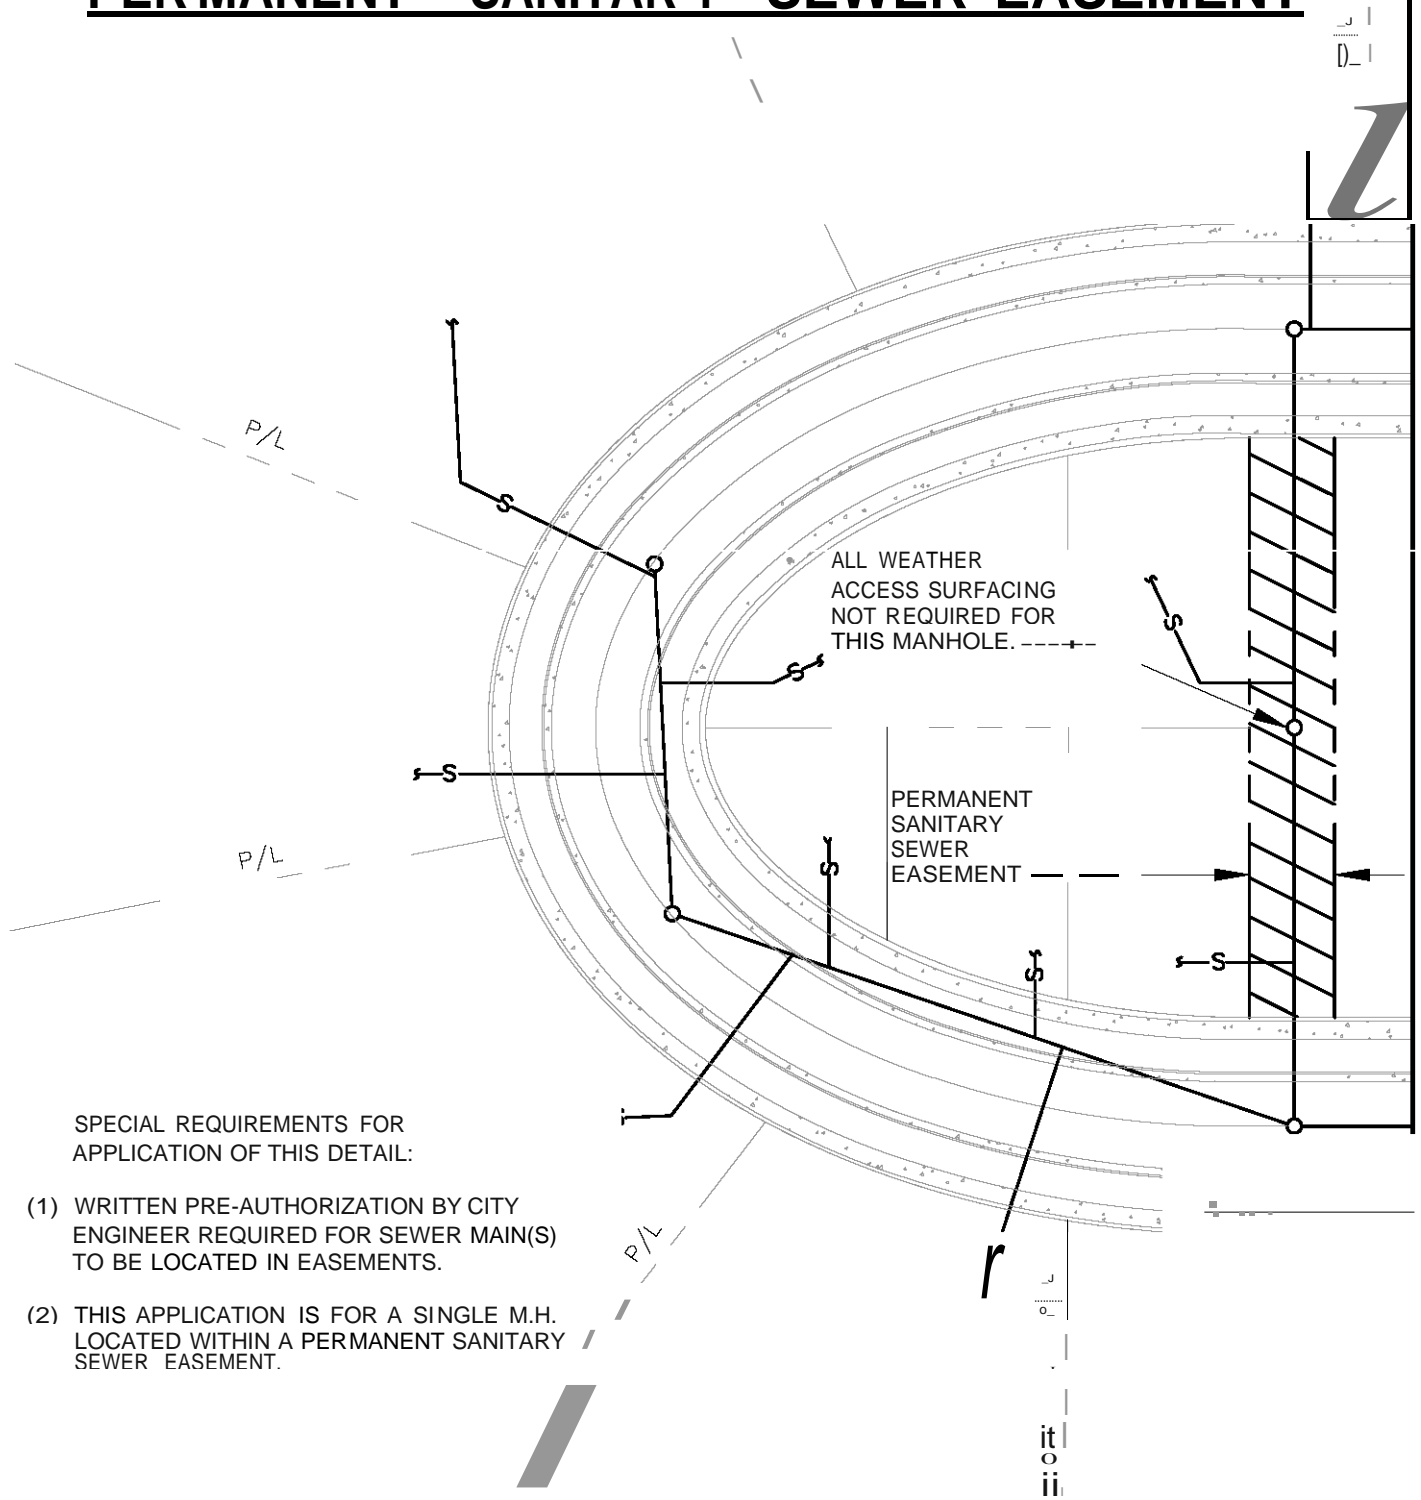 PERMANENT SANITARY SEWER EASEMENT
P/L
S
S
ALL WEATHER
ACCESS SURFACING
NOT REQUIRED FOR
THIS MANHOLE.
S
S
S
P/L
PERMANENT
SANITARY
SEWER
EASEMENT
S
S
S
SPECIAL REQUIREMENTS FOR
APPLICATION OF THIS DETAIL:
(1) WRITTEN PRE-AUTHORIZATION BY CITY
ENGINEER REQUIRED FOR SEWER MAIN(S)
TO BE LOCATED IN EASEMENTS.
P/L
(2) THIS APPLICATION IS FOR A SINGLE M.H.
LOCATED WITHIN A PERMANENT SANITARY
SEWER EASEMENT.